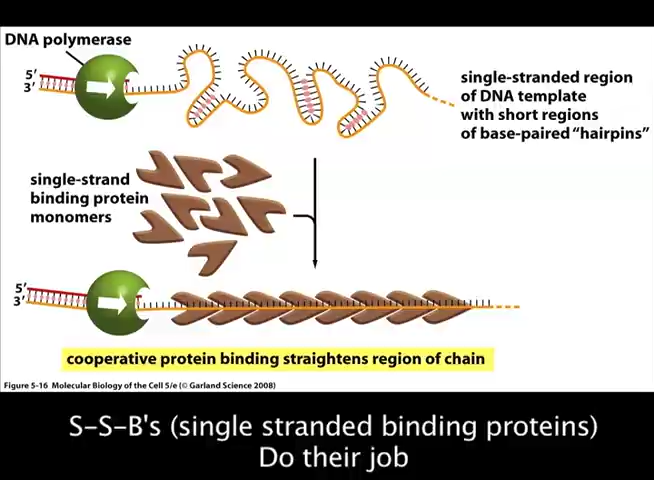 DNA polymerase
5′
3′
single-stranded region
of DNA template
with short regions
of base-paired “hairpins”
single-strand
binding protein
monomers
5′
3′
cooperative protein binding straightens region of chain
Figure 5-16 Molecular Biology of the Cell 5/e (© Garland Science 2008)
S-S-B's (single stranded binding proteins)
Do their job